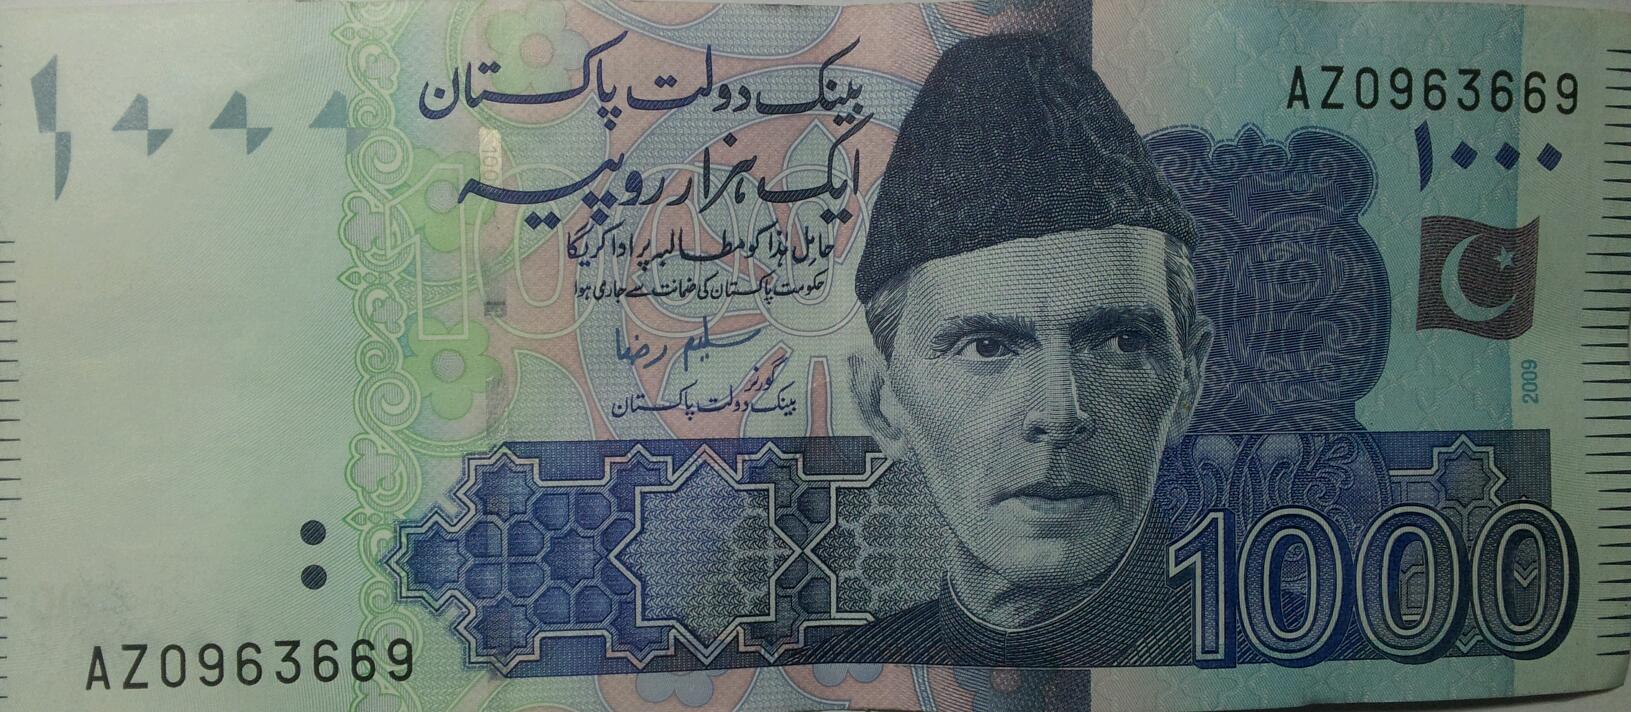 بینک دولت پاکستان
AZ0963669
ایک ہزار روپیہ
۱۰۰۰
۱۰۰۰
حامل ہٰذا کو مطالبہ پر ادا کریگا
حکومت پاکستان کی ضمانت سے جاری ہوا
سلیم رضا
گورنر
بینک دولت پاکستان
2009
1000
AZ0963669